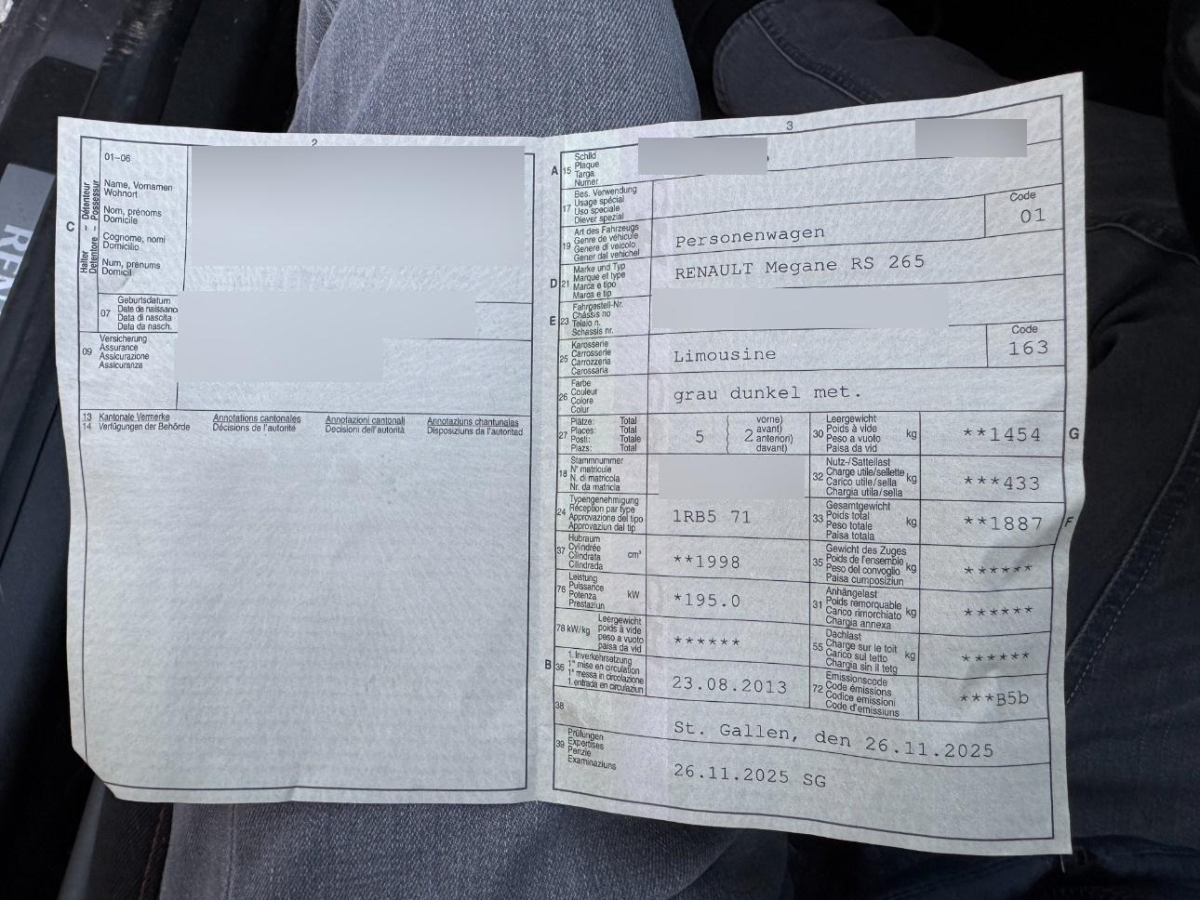 REN
2
C
Halter - Détenteur
Detentore - Possessur
01-06
Name, Vornamen
Wohnort
Nom, prénoms
Domicile
Cognome, nomi
Domicilio
Num, prenums
Domicil
07
Geburtsdatum
Date de naissanc
Data di nascita
Data da nasch.
09
Versicherung
Assurance
Assicurazione
Assicuranza
13 Kantonale Vermerke
14 Verfügungen der Behörde
Annotations cantonales
Décisions de l'autorité
Annotazioni cantonali
Decisioni dell'autorità
Annotaziuns chantunalas
Disposiziuns da l'autoritad
3
A 15
Schild
Plaque
Targa
Numer
17
Bes. Verwendung
Usage spécial
Uso speciale
Diever spezial
19
Art des Fahrzeugs
Genre de véhicule
Genere di veicolo
Gener dal vehichel
Personenwagen
Code
01
D 21
Marke und Typ
Marque et type
Marca e tipo
Marca e tip
RENAULT Megane RS 265
E 23
Fahrgestell-Nr.
Châssis no
Telaio n.
Schassis nr.
25
Karosserie
Carrosserie
Carrozzeria
Carossaria
Limousine
Code
163
26
Farbe
Couleur
Colore
Colur
grau dunkel met.
27
Plätze: Total
Places: Total
Posti: Totale
Plazs: Total
5
2
vorne)
avant)
anteriori)
davant)
30
Leergewicht
Poids à vide
Peso a vuoto
Paisa da vid
kg
**1454
G
18
Stammnummer
N° matricule
N. di matricola
Nr. da matricla
32
Nutz-/Sattellast
Charge utile/sellette
Carico utile/sella
Chargia utila/sella
kg
***433
24
Typengenehmigung
Réception par type
Approvazione del tipo
Approvaziun dal tip
1RB5 71
33
Gesamtgewicht
Poids total
Peso totale
Paisa totala
kg
**1887
F
37
Hubraum
Cylindrée
Cilindrata
Cilindrada
cm³
**1998
35
Gewicht des Zuges
Poids de l'ensemble
Peso del convoglio
Paisa cumposiziun
kg
******
76
Leistung
Puissance
Potenza
Prestaziun
kW
*195.0
31
Anhängelast
Poids remorquable
Carico rimorchiato
Chargia annexa
kg
******
78 kW/kg
Leergewicht
poids à vide
peso a vuoto
paisa da vid
******
55
Dachlast
Charge sur le toit
Carico sul tetto
Chargia sin il tetg
kg
******
B 36
1. Inverkehrsetzung
1re mise en circulation
1a messa in circolazione
1. entrada en circulaziun
23.08.2013
72
Emissionscode
Code émissions
Codice emissioni
Code d'emissiuns
***B5b
38
St. Gallen, den 26.11.2025
39
Prüfungen
Expertises
Perizie
Examinaziuns
26.11.2025 SG